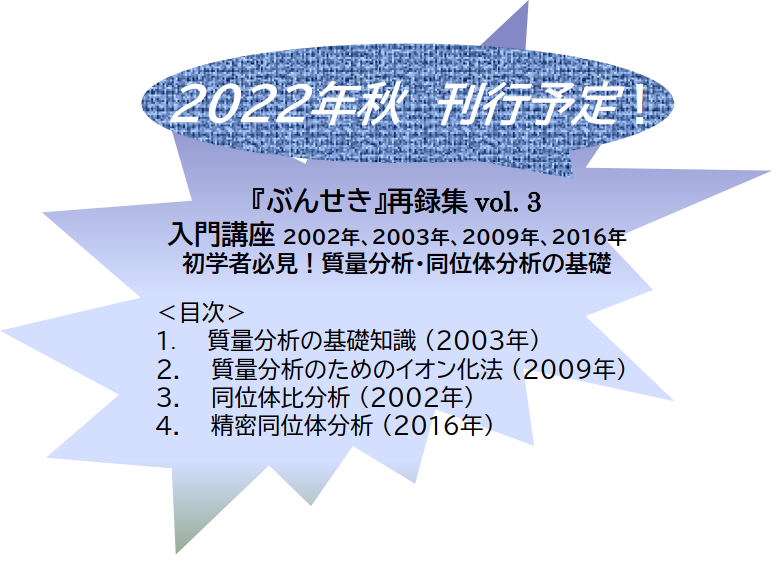 2022年秋 刊行予定！
『ぶんせき』再録集 vol. 3
入門講座 2002年、2003年、2009年、2016年
初学者必見！質量分析・同位体分析の基礎
＜目次＞
1. 質量分析の基礎知識（2003年）
2. 質量分析のためのイオン化法（2009年）
3. 同位体比分析（2002年）
4. 精密同位体分析（2016年）